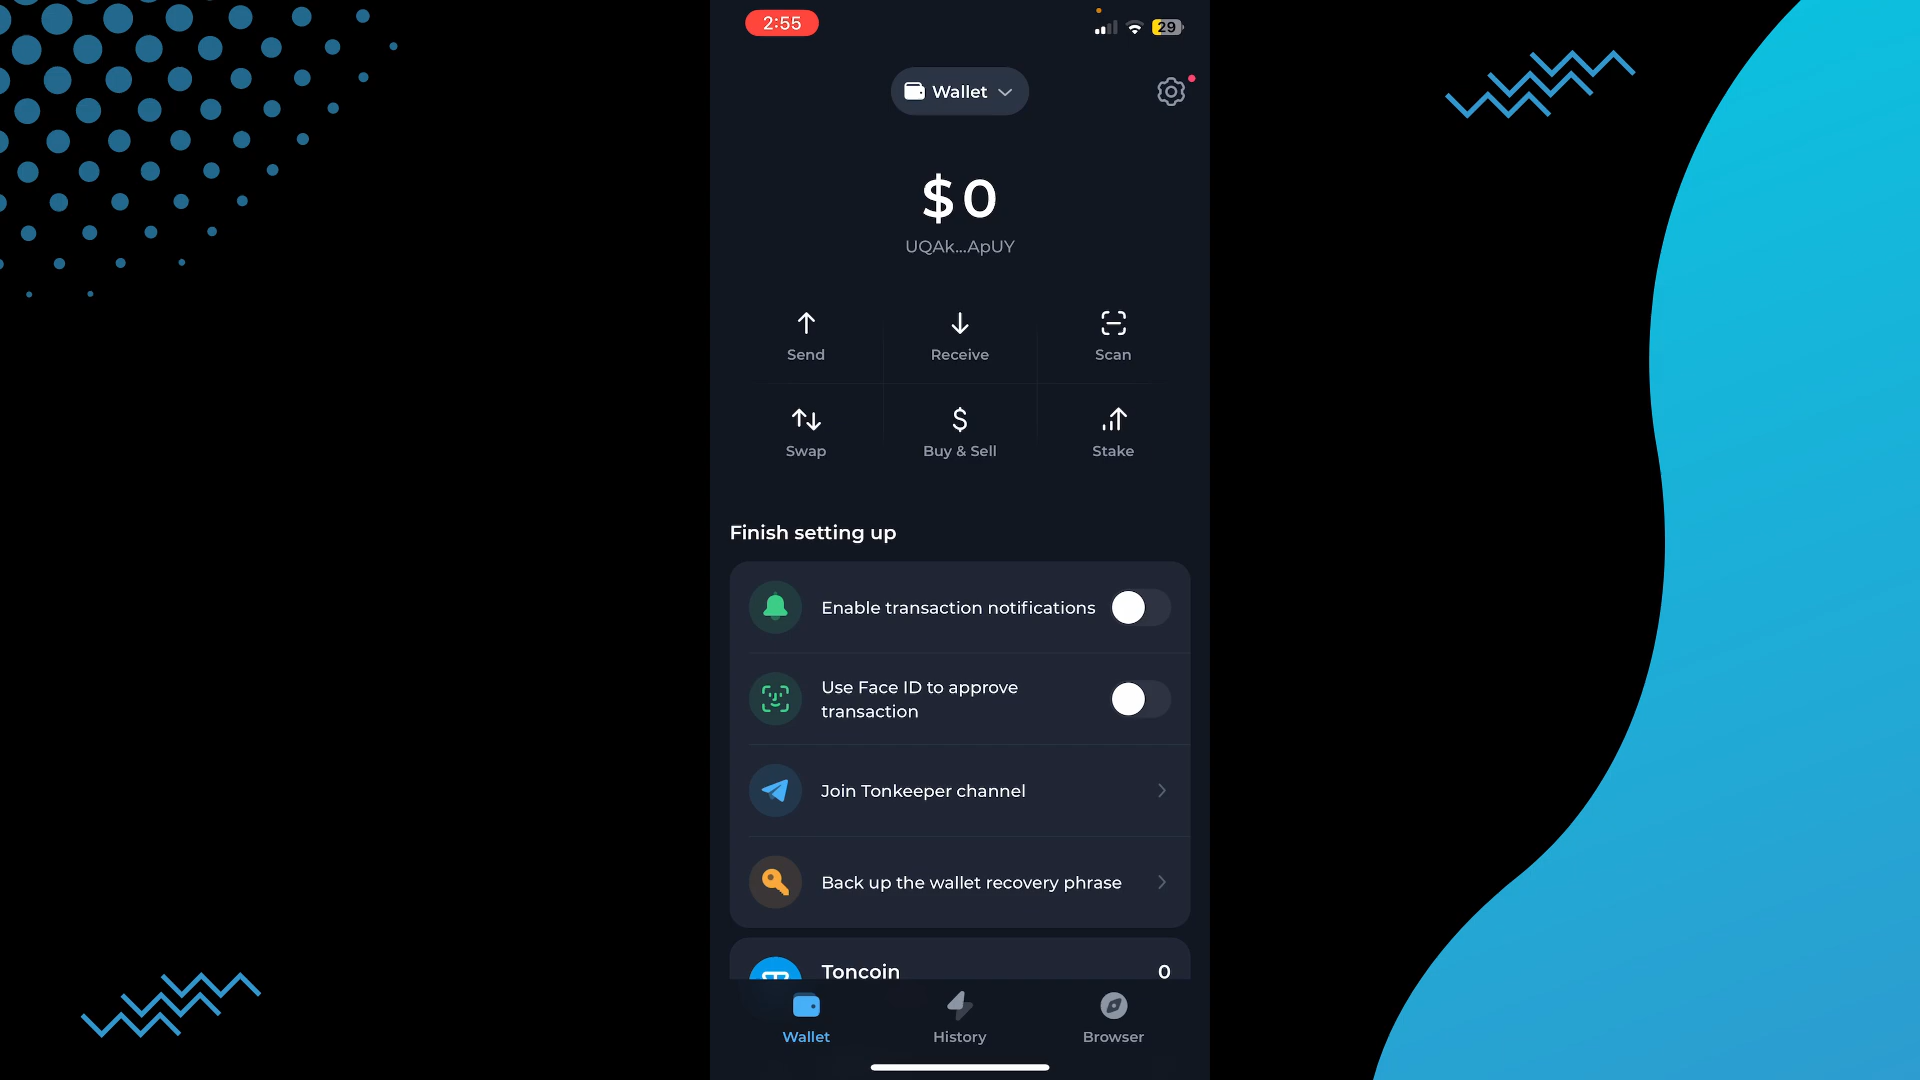 2:55
29
Wallet
$0
UQAk...ApUY
Send
Receive
Scan
Swap
Buy & Sell
Stake
Finish setting up
Enable transaction notifications
Use Face ID to approve
transaction
Join Tonkeeper channel
Back up the wallet recovery phrase
Toncoin
0
Wallet
History
Browser